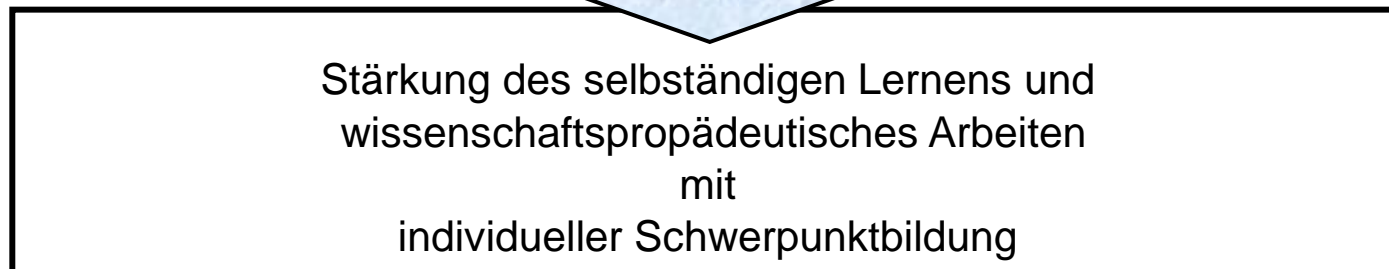 Stärkung des selbständigen Lernens und
wissenschaftspropädeutisches Arbeiten
mit
individueller Schwerpunktbildung